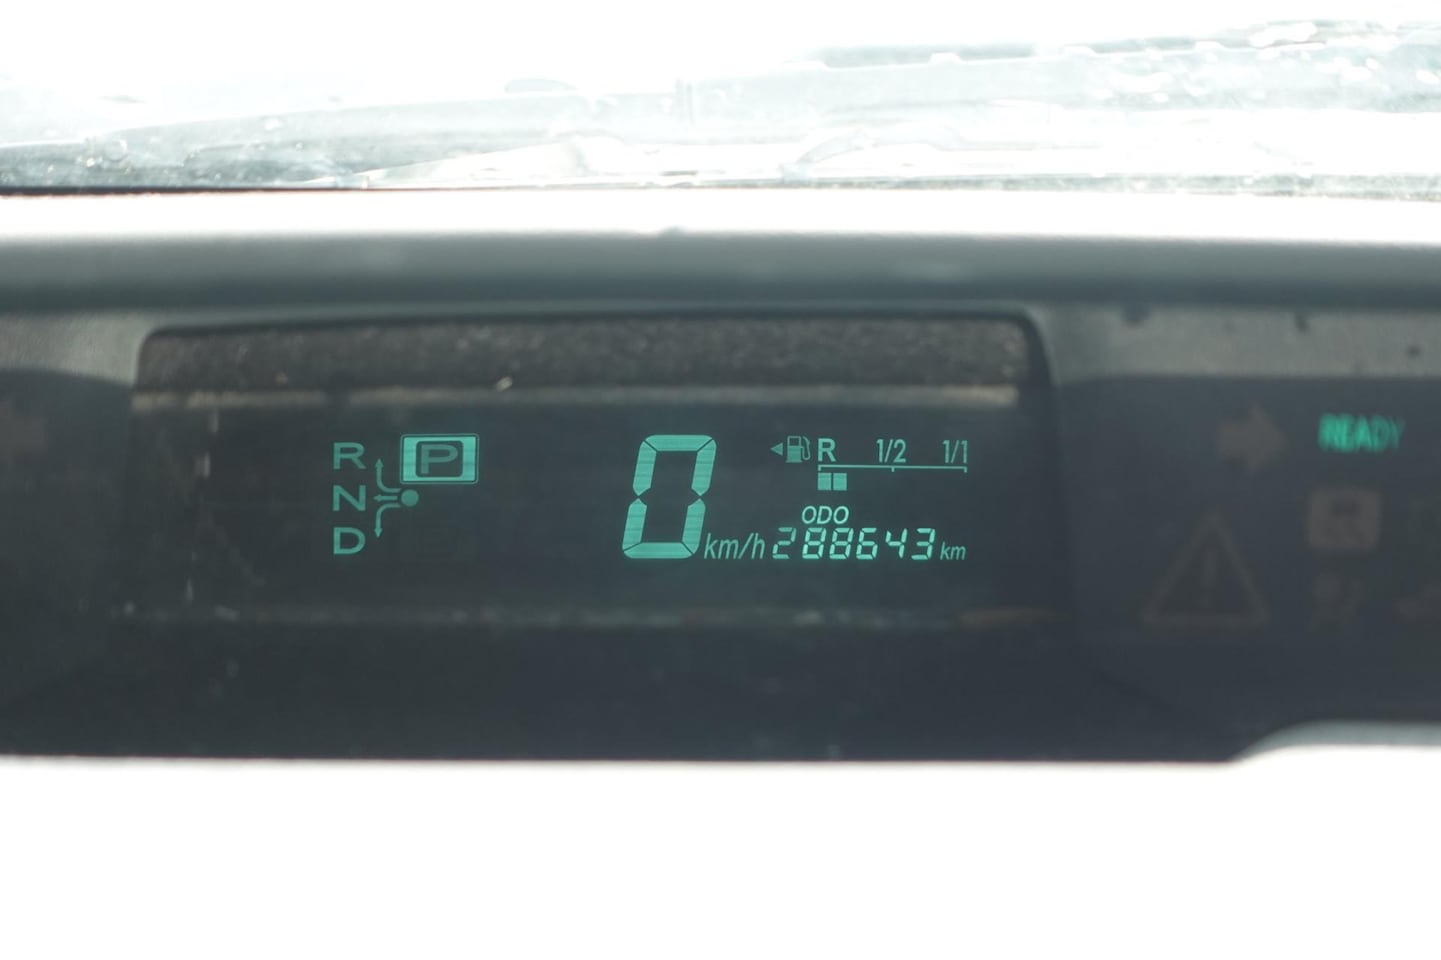 R P
N
D
0 km/h
R 1/2 1/1
ODO
288643 km
READY